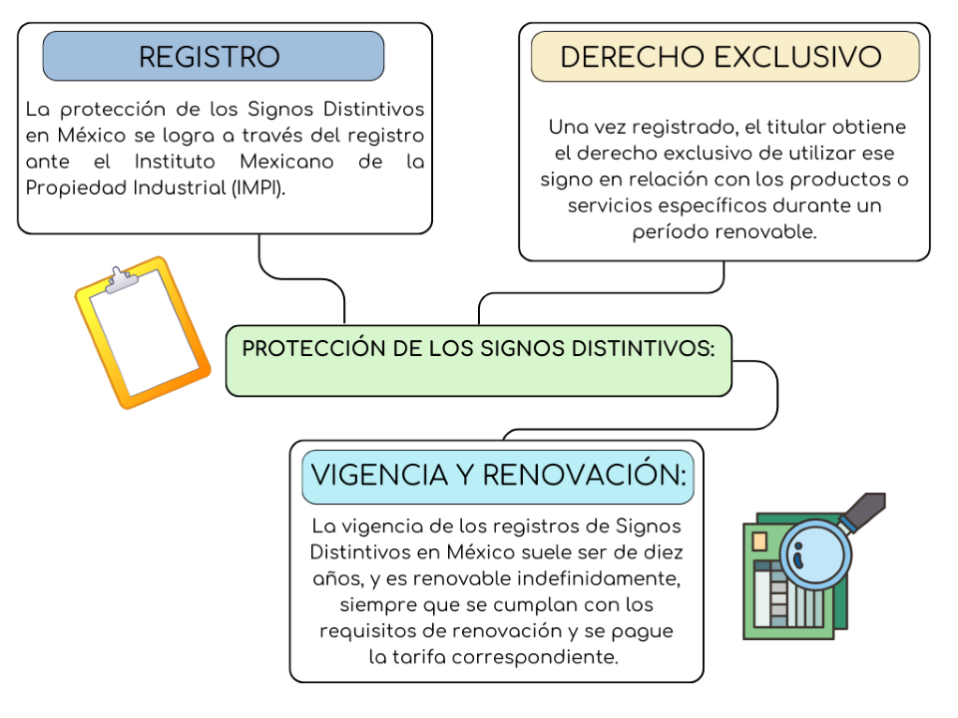 REGISTRO
La protección de los Signos Distintivos
en México se logra a través del registro
ante el Instituto Mexicano de la
Propiedad Industrial (IMPI).
DERECHO EXCLUSIVO
Una vez registrado, el titular obtiene
el derecho exclusivo de utilizar ese
signo en relación con los productos o
servicios específicos durante un
período renovable.
PROTECCIÓN DE LOS SIGNOS DISTINTIVOS:
VIGENCIA Y RENOVACIÓN:
La vigencia de los registros de Signos
Distintivos en México suele ser de diez
años, y es renovable indefinidamente,
siempre que se cumplan con los
requisitos de renovación y se pague
la tarifa correspondiente.